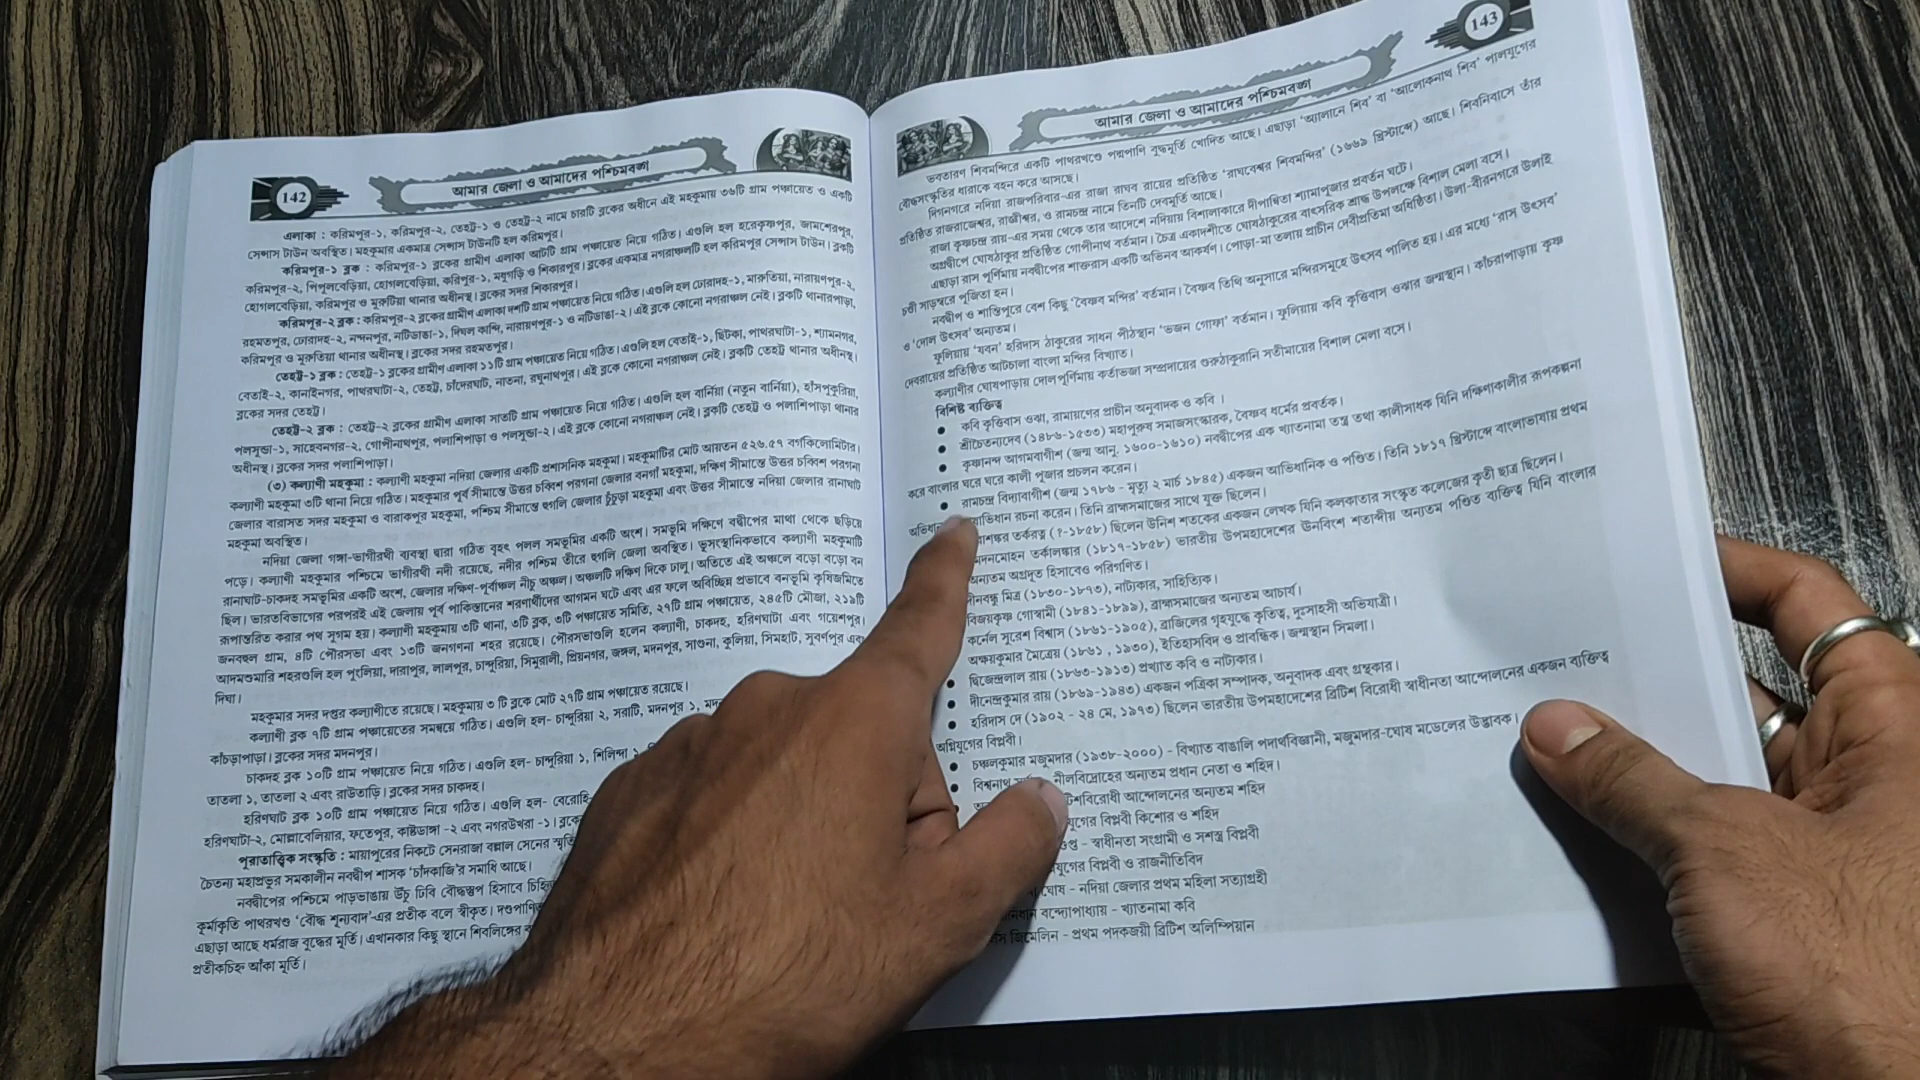 142
আমার জেলা ও আমাদের পশ্চিমবঙ্গ
এলাকা : করিমপুর-১, করিমপুর-২, তেহট্ট-১ ও তেহট্ট-২ নামে চারটি ব্লকের অধীনে এই মহকুমায় ৩৬টি গ্রাম পঞ্চায়েত ও একটি
সেন্সাস টাউন অবস্থিত। মহকুমার একমাত্র সেন্সাস টাউনটি হল করিমপুর।
করিমপুর-১ ব্লক : করিমপুর-১ ব্লকের গ্রামীণ এলাকা আটটি গ্রাম পঞ্চায়েত নিয়ে গঠিত। এগুলি হল হরেকৃষ্ণপুর, জামশেরপুর,
করিমপুর-২, পিপুলবেড়িয়া, হোগলবেড়িয়া, করিপুর-১, মধুগড়ি ও শিকারপুর। ব্লকের একমাত্র নগরাঞ্চলটি হল করিমপুর সেন্সাস টাউন। ব্লকটি
হোগলবেড়িয়া, করিমপুর ও মুরুটিয়া থানার অধীনস্থ। ব্লকের সদর শিকারপুর।
করিমপুর-২ ব্লক : করিমপুর-২ ব্লকের গ্রামীণ এলাকা দশটি গ্রাম পঞ্চায়েত নিয়ে গঠিত। এগুলি হল ঢোরাদহ-১, মারুতিয়া, নারায়ণপুর-২,
রহমতপুর, ঢোরাদহ-২, নন্দনপুর, নটিডাঙা-১, দিঘল কান্দি, নারায়ণপুর-১ ও নটিডাঙা-২। এই ব্লকে কোনো নগরাঞ্চল নেই। ব্লকটি থানারপাড়া,
করিমপুর ও মুরুতিয়া থানার অধীনস্থ। ব্লকের সদর রহমতপুর।
তেহট্ট-১ ব্লক : তেহট্ট-১ ব্লকের গ্রামীণ এলাকা ১১টি গ্রাম পঞ্চায়েত নিয়ে গঠিত। এগুলি হল বেতাই-১, ছিটকা, পাথরঘাটা-১, শ্যামনগর,
বেতাই-২, কানাইনগর, পাথরঘাটা-২, তেহট্ট, চাঁদেরঘাট, নাতনা, রঘুনাথপুর। এই ব্লকে কোনো নগরাঞ্চল নেই। ব্লকটি তেহট্ট থানার অধীনস্থ।
ব্লকের সদর তেহট্ট।
তেহট্ট-২ ব্লক : তেহট্ট-২ ব্লকের গ্রামীণ এলাকা সাতটি গ্রাম পঞ্চায়েত নিয়ে গঠিত। এগুলি হল বার্নিয়া (নতুন বার্নিয়া), হাঁসপুকুরিয়া,
পলসুন্ডা-১, সাহেবনগর-২, গোপীনাথপুর, পলাশিপাড়া ও পলসুন্ডা-২। এই ব্লকে কোনো নগরাঞ্চল নেই। ব্লকটি তেহট্ট ও পলাশিপাড়া থানার
অধীনস্থ। ব্লকের সদর পলাশিপাড়া।
(৩) কল্যাণী মহকুমা : কল্যাণী মহকুমা নদিয়া জেলার একটি প্রশাসনিক মহকুমা। মহকুমাটির মোট আয়তন ৫২৬.৫৭ বর্গকিলোমিটার।
কল্যাণী মহকুমা ৩টি থানা নিয়ে গঠিত। মহকুমার পূর্ব সীমান্তে উত্তর চব্বিশ পরগনা জেলার বনগাঁ মহকুমা, দক্ষিণ সীমান্তে উত্তর চব্বিশ পরগনা
জেলার বারাসত সদর মহকুমা ও বারাকপুর মহকুমা, পশ্চিম সীমান্তে হুগলি জেলার চুঁচুড়া মহকুমা এবং উত্তর সীমান্তে নদিয়া জেলার রানাঘাট
মহকুমা অবস্থিত।
নদিয়া জেলা গঙ্গা-ভাগীরথী ব্যবস্থা দ্বারা গঠিত বৃহৎ পলল সমভূমির একটি অংশ। সমভূমি দক্ষিণে বদ্বীপের মাথা থেকে ছড়িয়ে
পড়ে। কল্যাণী মহকুমার পশ্চিমে ভাগীরথী নদী রয়েছে, নদীর পশ্চিম তীরে হুগলি জেলা অবস্থিত। ভূসংস্থানিকভাবে কল্যাণী মহকুমাটি
রানাঘাট-চাকদহ সমভূমির একটি অংশ, জেলার দক্ষিণ-পূর্বাঞ্চল নীচু অঞ্চল। অঞ্চলটি দক্ষিণ দিকে ঢালু। অতিতে এই অঞ্চলে বড়ো বড়ো বন
ছিল। ভারতবিভাগের পরপরই এই জেলায় পূর্ব পাকিস্তানের শরণার্থীদের আগমন ঘটে এবং এর ফলে অবিচ্ছিন্ন প্রভাবে বনভূমি কৃষিজমিতে
রূপান্তরিত করার পথ সুগম হয়। কল্যাণী মহকুমায় ৩টি থানা, ৩টি ব্লক, ৩টি পঞ্চায়েত সমিতি, ২৭টি গ্রাম পঞ্চায়েত, ২৪৫টি মৌজা, ২১৯টি
জনবহুল গ্রাম, ৪টি পৌরসভা এবং ১৩টি জনগণনা শহর রয়েছে। পৌরসভাগুলি হলেন কল্যাণী, চাকদহ, হরিণঘাটা এবং গয়েশপুর।
আদমশুমারি শহরগুলি হল পুংলিয়া, দারাপুর, লালপুর, চান্দুরিয়া, সিমুরালী, প্রিয়নগর, জঙ্গল, মদনপুর, সাগুনা, কুলিয়া, সিমহাট, সুবর্ণপুর এবং
দিঘা।
মহকুমার সদর দপ্তর কল্যাণীতে রয়েছে। মহকুমায় ৩ টি ব্লকে মোট ২৭টি গ্রাম পঞ্চায়েত রয়েছে।
কল্যাণী ব্লক ৭টি গ্রাম পঞ্চায়েতের সমন্বয়ে গঠিত। এগুলি হল- চান্দুরিয়া ২, সরাটি, মদনপুর ১,
কাঁচড়াপাড়া। ব্লকের সদর মদনপুর।
চাকদহ ব্লক ১০টি গ্রাম পঞ্চায়েত নিয়ে গঠিত। এগুলি হল- চান্দুরিয়া ১, শিলিন্দা ১,
তাতলা ১, তাতলা ২ এবং রাউতাড়ি। ব্লকের সদর চাকদহ।
হরিণঘাট ব্লক ১০টি গ্রাম পঞ্চায়েত নিয়ে গঠিত। এগুলি হল-
হরিণঘাটা-২, মোল্লাবেলিয়ার, ফতেপুর, কাষ্টডাঙ্গা -২ এবং নগরউখরা -১।
পুরাতাত্ত্বিক সংস্কৃতি : মায়াপুরের নিকটে সেনরাজা বল্লাল সেনের
চৈতন্য মহাপ্রভুর সমকালীন নবদ্বীপ শাসক 'চাঁদকাজি'র সমাধি আছে।
নবদ্বীপের পশ্চিমে পাড়ভাঙায় উঁচু ঢিবি বৌদ্ধস্তূপ হিসাবে
কূর্মাকৃতি পাথরখণ্ড 'বৌদ্ধ শূন্যবাদ'-এর প্রতীক বলে স্বীকৃত।
এছাড়া আছে ধর্মরাজ বুদ্ধের মূর্তি। এখানকার কিছু স্থানে শিবলিঙ্গের
প্রতীকচিহ্ন আঁকা মূর্তি।
143
আমার জেলা ও আমাদের পশ্চিমবঙ্গ
ভবতারণ শিবমন্দিরে একটি পাথরখণ্ডে পদ্মপাণি বুদ্ধমূর্তি খোদিত আছে। এছাড়া 'অ্যালানে শিব' বা 'আলোকনাথ শিব' পালযুগের
বৌদ্ধসংস্কৃতির ধারাকে বহন করে আসছে।
দিগনগরে নদিয়া রাজপরিবার-এর রাজা রাঘব রায়ের প্রতিষ্ঠিত 'রাঘবেশ্বর শিবমন্দির' (১৬৬৯ খ্রিস্টাব্দে) আছে। শিবনিবাসে তাঁর
প্রতিষ্ঠিত রাজরাজেশ্বর, রাজ্ঞীশ্বর, ও রামচন্দ্র নামে তিনটি দেবমূর্তি আছে।
রাজা কৃষ্ণচন্দ্র রায়-এর সময় থেকে তার আদেশে নদিয়ায় বিশালাকারে দীপান্বিতা শ্যামাপূজার প্রবর্তন ঘটে।
অগ্রদ্বীপে ঘোষঠাকুর প্রতিষ্ঠিত গোপীনাথ বর্তমান। চৈত্র একাদশীতে ঘোষঠাকুরের বাৎসরিক শ্রাদ্ধ উপলক্ষে বিশাল মেলা বসে।
এছাড়া রাস পূর্ণিমায় নবদ্বীপের শাক্তরাস একটি অভিনব আকর্ষণ। পোড়া-মা তলায় প্রাচীন দেবীপ্রতিমা অধিষ্ঠিতা। উলা-বীরনগরে উলাই
চণ্ডী সাড়ম্বরে পূজিতা হন।
নবদ্বীপ ও শান্তিপুরে বেশ কিছু 'বৈষ্ণব মন্দির' বর্তমান। বৈষ্ণব তিথি অনুসারে মন্দিরসমূহে উৎসব পালিত হয়। এর মধ্যে 'রাস উৎসব'
ও 'দোল উৎসব' অন্যতম।
ফুলিয়ায় 'যবন' হরিদাস ঠাকুরের সাধন পীঠস্থান 'ভজন গোফা' বর্তমান। ফুলিয়ায় কবি কৃত্তিবাস ওঝার জন্মস্থান। কাঁচরাপাড়ায় কৃষ্ণ
দেবরায়ের প্রতিষ্ঠিত আটচালা বাংলা মন্দির বিখ্যাত।
কল্যাণীর ঘোষপাড়ায় দোলপূর্ণিমায় কর্তাভজা সম্প্রদায়ের গুরুঠাকুরানি সতীমায়ের বিশাল মেলা বসে।
বিশিষ্ট ব্যক্তিত্ব
● কবি কৃত্তিবাস ওঝা, রামায়ণের প্রাচীন অনুবাদক ও কবি।
● শ্রীচৈতন্যদেব (১৪৮৬-১৫৩৩) মহাপুরুষ সমাজসংস্কারক, বৈষ্ণব ধর্মের প্রবর্তক।
● কৃষ্ণানন্দ আগমবাগীশ (জন্ম আনু. ১৬০০-১৬১০) নবদ্বীপের এক খ্যাতনামা তন্ত্র তথা কালীসাধক যিনি দক্ষিণাকালীর রূপকল্পনা
করে বাংলার ঘরে ঘরে কালী পূজার প্রচলন করেন।
● রামচন্দ্র বিদ্যাবাগীশ (জন্ম ১৭৮৬ - মৃত্যু ২ মার্চ ১৮৪৫) একজন আভিধানিক ও পণ্ডিত। তিনি ১৮১৭ খ্রিস্টাব্দে বাংলাভাষায় প্রথম
অভিধান রচনা করেন। তিনি ব্রাহ্মসমাজের সাথে যুক্ত ছিলেন।
তর্করত্ন (?-১৮৫৮) ছিলেন উনিশ শতকের একজন লেখক যিনি কলকাতার সংস্কৃত কলেজের কৃতী ছাত্র ছিলেন।
মদনমোহন তর্কালঙ্কার (১৮১৭-১৮৫৮) ভারতীয় উপমহাদেশের ঊনবিংশ শতাব্দীয় অন্যতম পণ্ডিত ব্যক্তিত্ব যিনি বাংলার
অন্যতম অগ্রদূত হিসাবেও পরিগণিত।
দীনবন্ধু মিত্র (১৮৩০-১৮৭৩), নাট্যকার, সাহিত্যিক।
বিজয়কৃষ্ণ গোস্বামী (১৮৪১-১৮৯৯), ব্রাহ্মসমাজের অন্যতম আচার্য।
কর্নেল সুরেশ বিশ্বাস (১৮৬১-১৯০৫), ব্রাজিলের গৃহযুদ্ধে কৃতিত্ব, দুঃসাহসী অভিযাত্রী।
অক্ষয়কুমার মৈত্রেয় (১৮৬১, ১৯৩০), ইতিহাসবিদ ও প্রাবন্ধিক। জন্মস্থান সিমলা।
● দ্বিজেন্দ্রলাল রায় (১৮৬৩-১৯১৩) প্রখ্যাত কবি ও নাট্যকার।
● দীনেন্দ্রকুমার রায় (১৮৬৯-১৯৪৩) একজন পত্রিকা সম্পাদক, অনুবাদক এবং গ্রন্থকার।
● হরিদাস দে (১৯০২ - ২৪ মে, ১৯৭৩) ছিলেন ভারতীয় উপমহাদেশের ব্রিটিশ বিরোধী স্বাধীনতা আন্দোলনের একজন ব্যক্তিত্ব
অগ্নিযুগের বিপ্লবী।
● চঞ্চলকুমার মজুমদার (১৯৩৮-২০০০) - বিখ্যাত বাঙালি পদার্থবিজ্ঞানী, মজুমদার-ঘোষ মডেলের উদ্ভাবক।
● বিশ্বনাথ নীলবিদ্রোহের অন্যতম প্রধান নেতা ও শহিদ।
আন্দোলনের অন্যতম শহিদ
বিপ্লবী কিশোর ও শহিদ
- স্বাধীনতা সংগ্রামী ও সশস্ত্র বিপ্লবী
বিপ্লবী ও রাজনীতিবিদ
ঘোষ - নদিয়া জেলার প্রথম মহিলা সত্যাগ্রহী
বন্দ্যোপাধ্যায় - খ্যাতনামা কবি
জিমেলিন - প্রথম পদকজয়ী ব্রিটিশ অলিম্পিয়ান